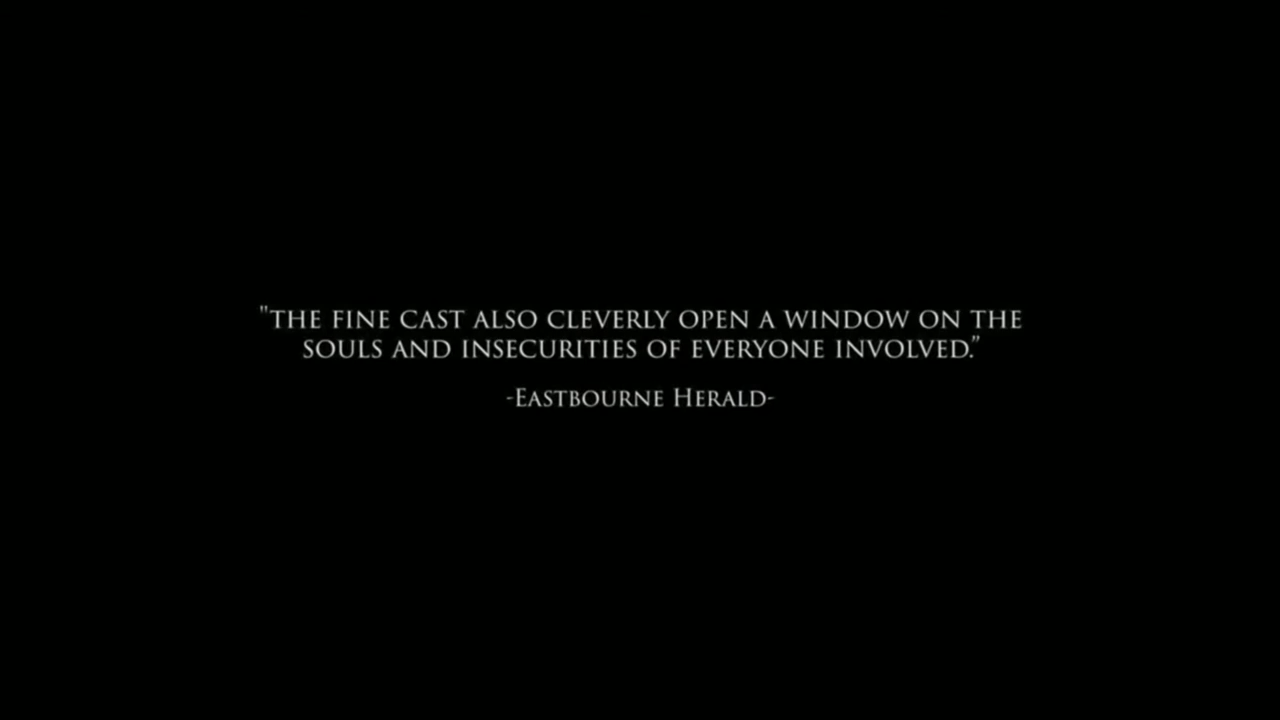 "THE FINE CAST ALSO CLEVERLY OPEN A WINDOW ON THE
SOULS AND INSECURITIES OF EVERYONE INVOLVED.”
-EASTBOURNE HERALD-